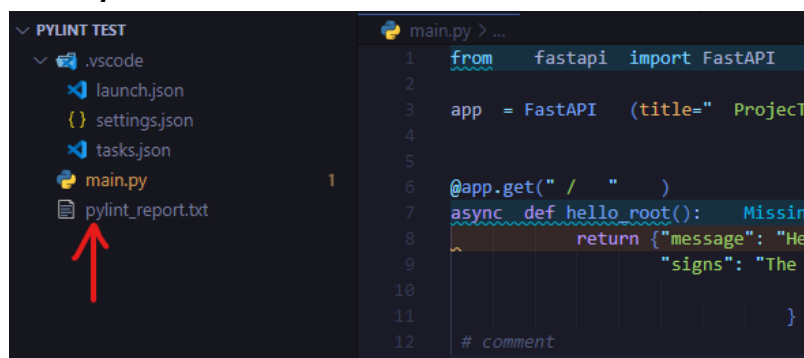 PYLINT TEST
.vscode
launch.json
{} settings.json
tasks.json
main.py 1
pylint_report.txt
main.py > ...
1 from fastapi import FastAPI
2
3 app = FastAPI (title=" ProjecT
4
5
6 @app.get(" / " )
7 async def hello_root(): Missin
8 return {"message": "He
9 "signs": "The
10
11 }
12 # comment